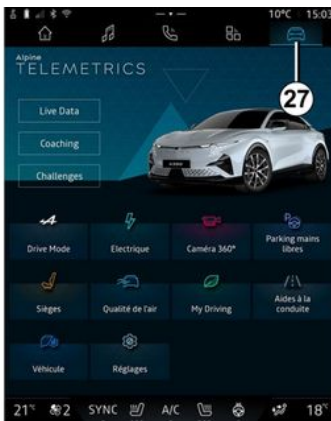 10°C 15:03
27
Alpine
TELEMETRICS
Live Data
Coaching
Challenges
Drive Mode
Electrique
Caméra 360°
Parking mains
libres
Sièges
Qualité de l'air
My Driving
Aides à la
conduite
Véhicule
Réglages
21° 2 SYNC A/C 18°